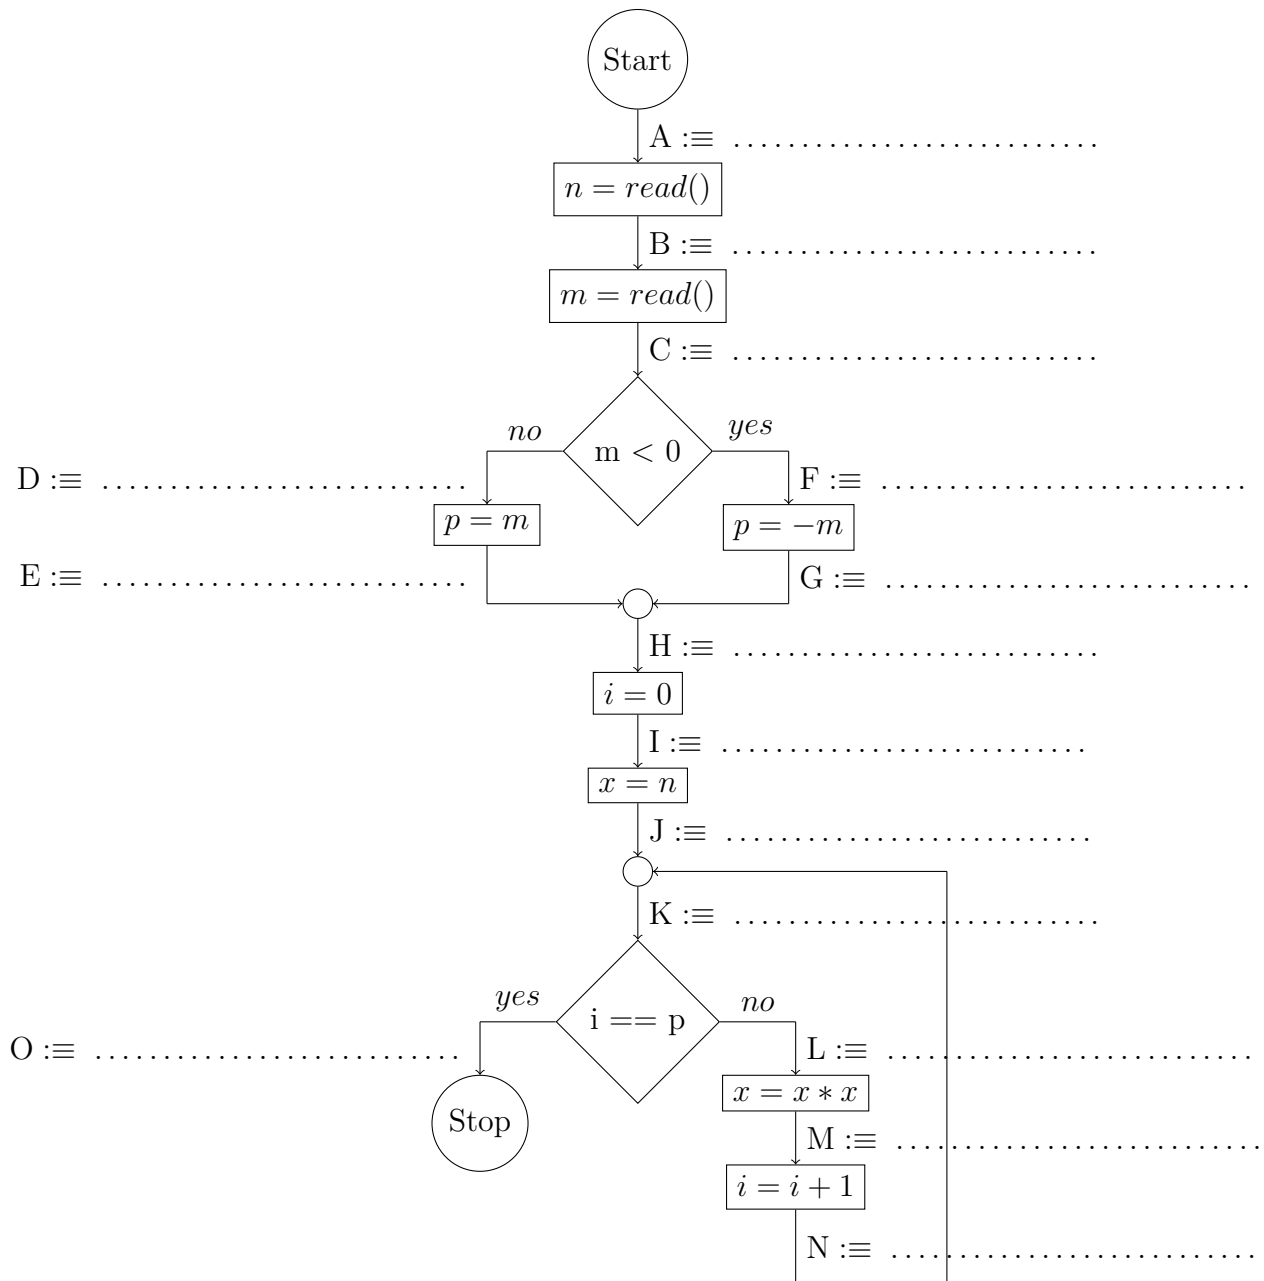 Start
A :≡ ...........................
n = read()
B :≡ ...........................
m = read()
C :≡ ...........................
no
yes
m < 0
D :≡ ...........................
F :≡ ...........................
p = m
p = −m
E :≡ ...........................
G :≡ ...........................
H :≡ ...........................
i = 0
I :≡ ...........................
x = n
J :≡ ...........................
K :≡ ...........................
yes
no
i == p
O :≡ ...........................
L :≡ ...........................
x = x ∗ x
Stop
M :≡ ...........................
i = i + 1
N :≡ ...........................